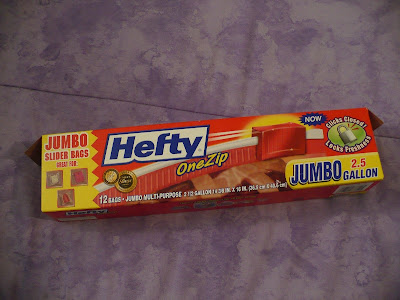 JUMBO
SLIDER BAGS
GREAT FOR
Hefty
OneZip
NOW
Clicks Closed!
Locks Freshness!
12 BAGS • JUMBO MULTI-PURPOSE 2 1/2 GALLON
JUMBO 2.5 GALLON
Hefty